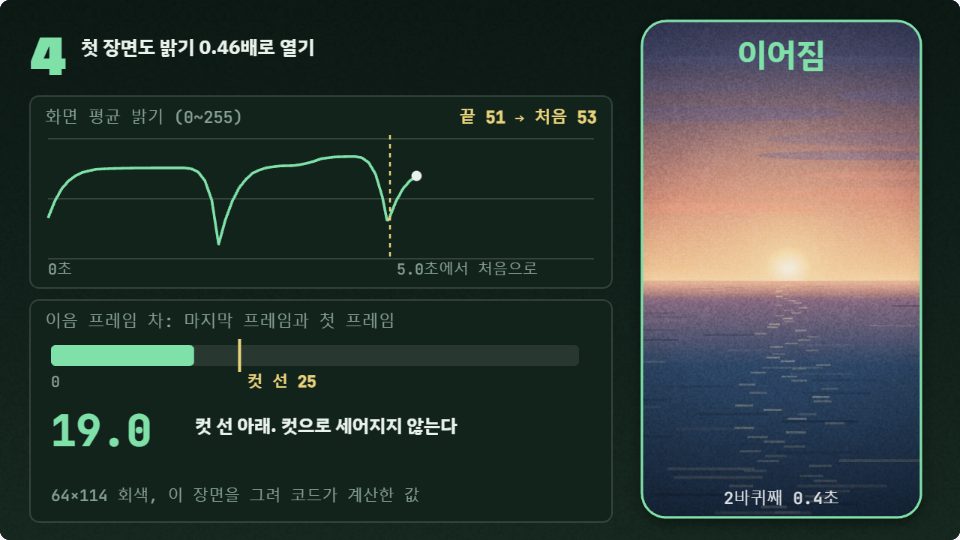 4 첫 장면도 밝기 0.46배로 열기
화면 평균 밝기 (0~255) 끝 51 → 처음 53
0초 5.0초에서 처음으로
이음 프레임 차: 마지막 프레임과 첫 프레임
0 컷 선 25
19.0 컷 선 아래. 컷으로 세어지지 않는다
64×114 회색, 이 장면을 그려 코드가 계산한 값
이어짐
2바퀴째 0.4초